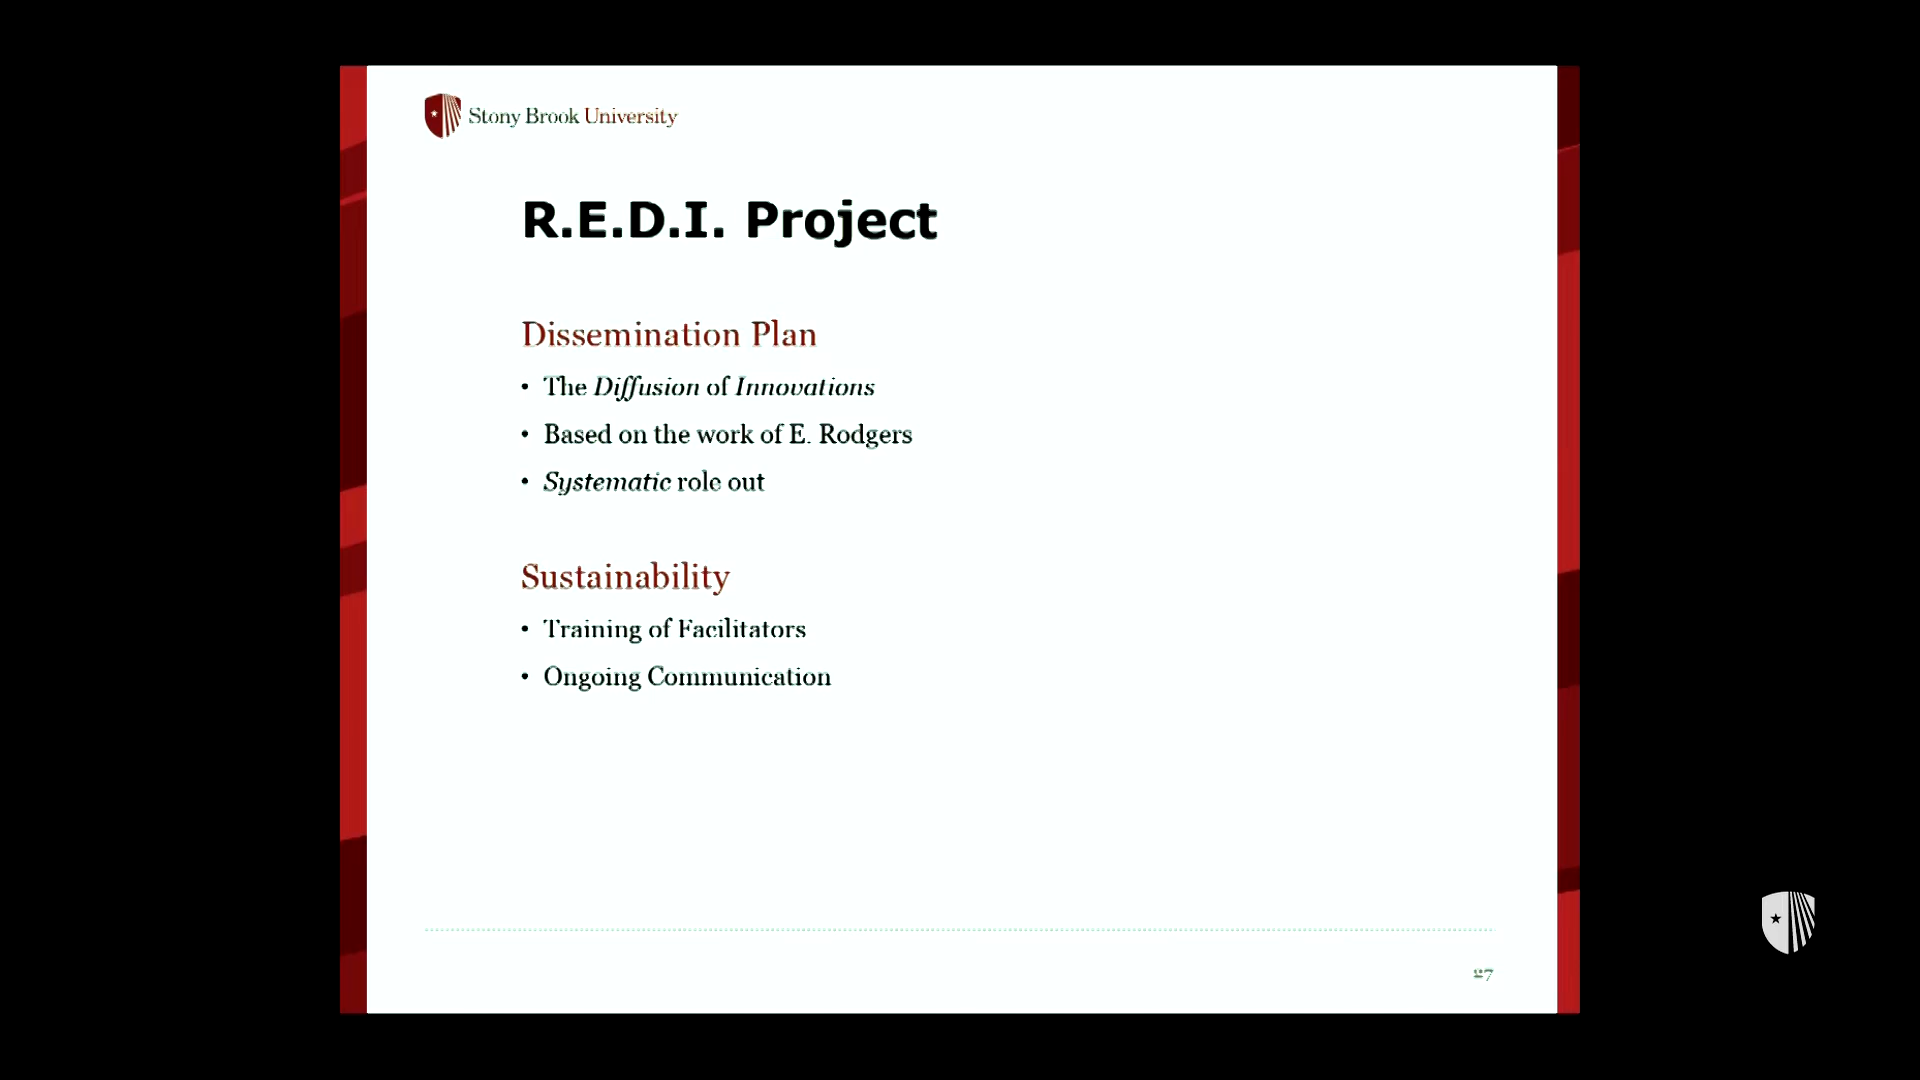 Stony Brook University
R.E.D.I. Project
Dissemination Plan
• The Diffusion of Innovations
• Based on the work of E. Rodgers
• Systematic role out
Sustainability
• Training of Facilitators
• Ongoing Communication
27